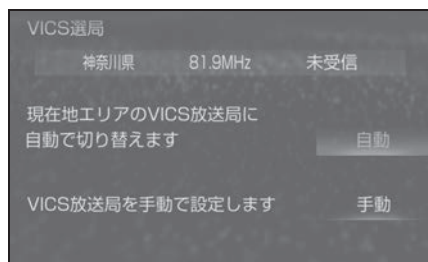 VICS選局
神奈川県 81.9MHz 未受信
現在地エリアのVICS放送局に
自動で切り替えます 自動
VICS放送局を手動で設定します 手動